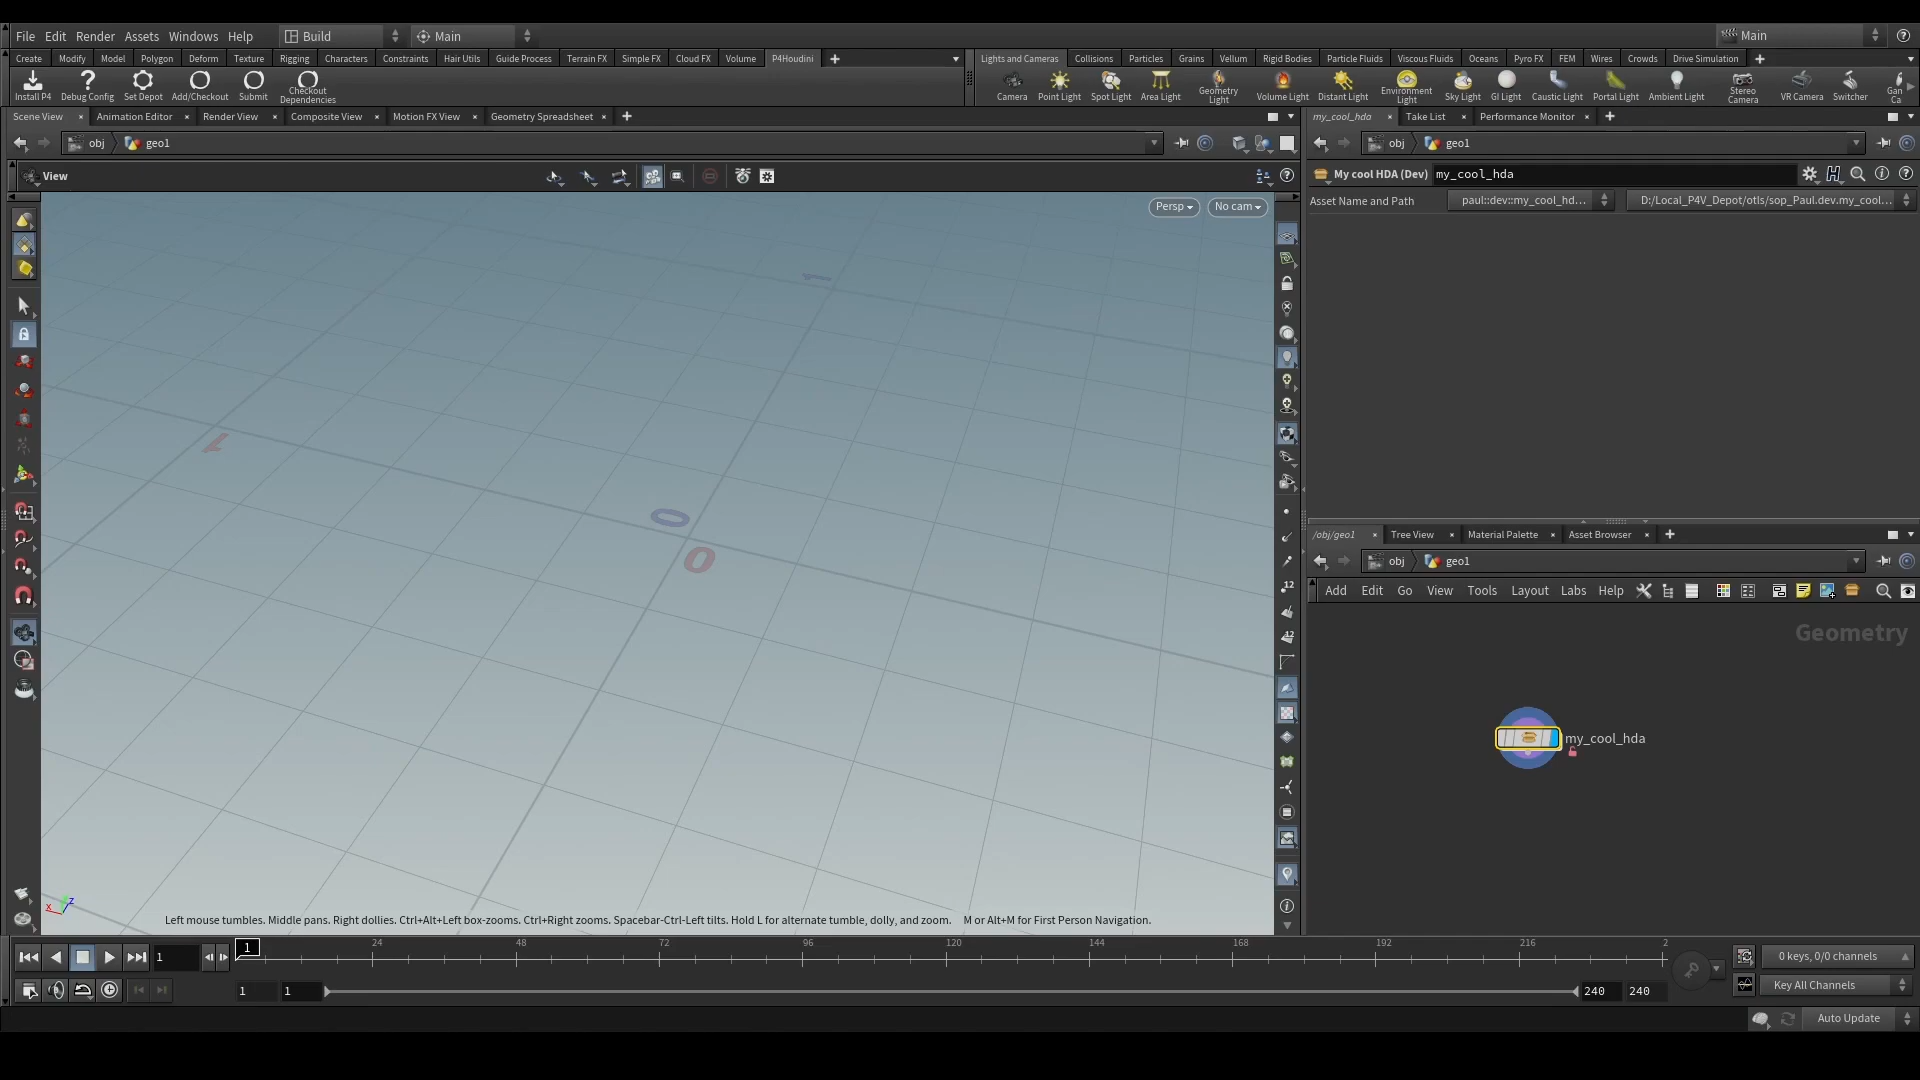 File Edit Render Assets Windows Help Build Main Main
Create Modify Model Polygon Deform Texture Rigging Characters Constraints Hair Utils Guide Process Terrain FX Simple FX Cloud FX Volume P4Houdini
Lights and Cameras Collisions Particles Grains Vellum Rigid Bodies Particle Fluids Viscous Fluids Oceans Pyro FX FEM Wires Crowds Drive Simulation
Install P4 Debug Config Set Depot Add/Checkout Submit Checkout Dependencies
Camera Point Light Spot Light Area Light Geometry Light Volume Light Distant Light Environment Light Sky Light GI Light Caustic Light Portal Light Ambient Light Stereo Camera VR Camera Switcher Gan Ca
Scene View Animation Editor Render View Composite View Motion FX View Geometry Spreadsheet
obj geo1
View
Persp No cam
1
1
0
0
x z
Left mouse tumbles. Middle pans. Right dollies. Ctrl+Alt+Left box-zooms. Ctrl+Right zooms. Spacebar-Ctrl-Left tilts. Hold L for alternate tumble, dolly, and zoom. M or Alt+M for First Person Navigation.
12
12
my_cool_hda Take List Performance Monitor
obj geo1
My cool HDA (Dev) my_cool_hda
Asset Name and Path paul::dev::my_cool_hd... D:/Local_P4V_Depot/otls/sop_Paul.dev.my_cool...
/obj/geo1 Tree View Material Palette Asset Browser
obj geo1
Add Edit Go View Tools Layout Labs Help
Geometry
my_cool_hda
1 1 24 48 72 96 120 144 168 192 216 2
0 keys, 0/0 channels
1 1 240 240
Key All Channels
Auto Update